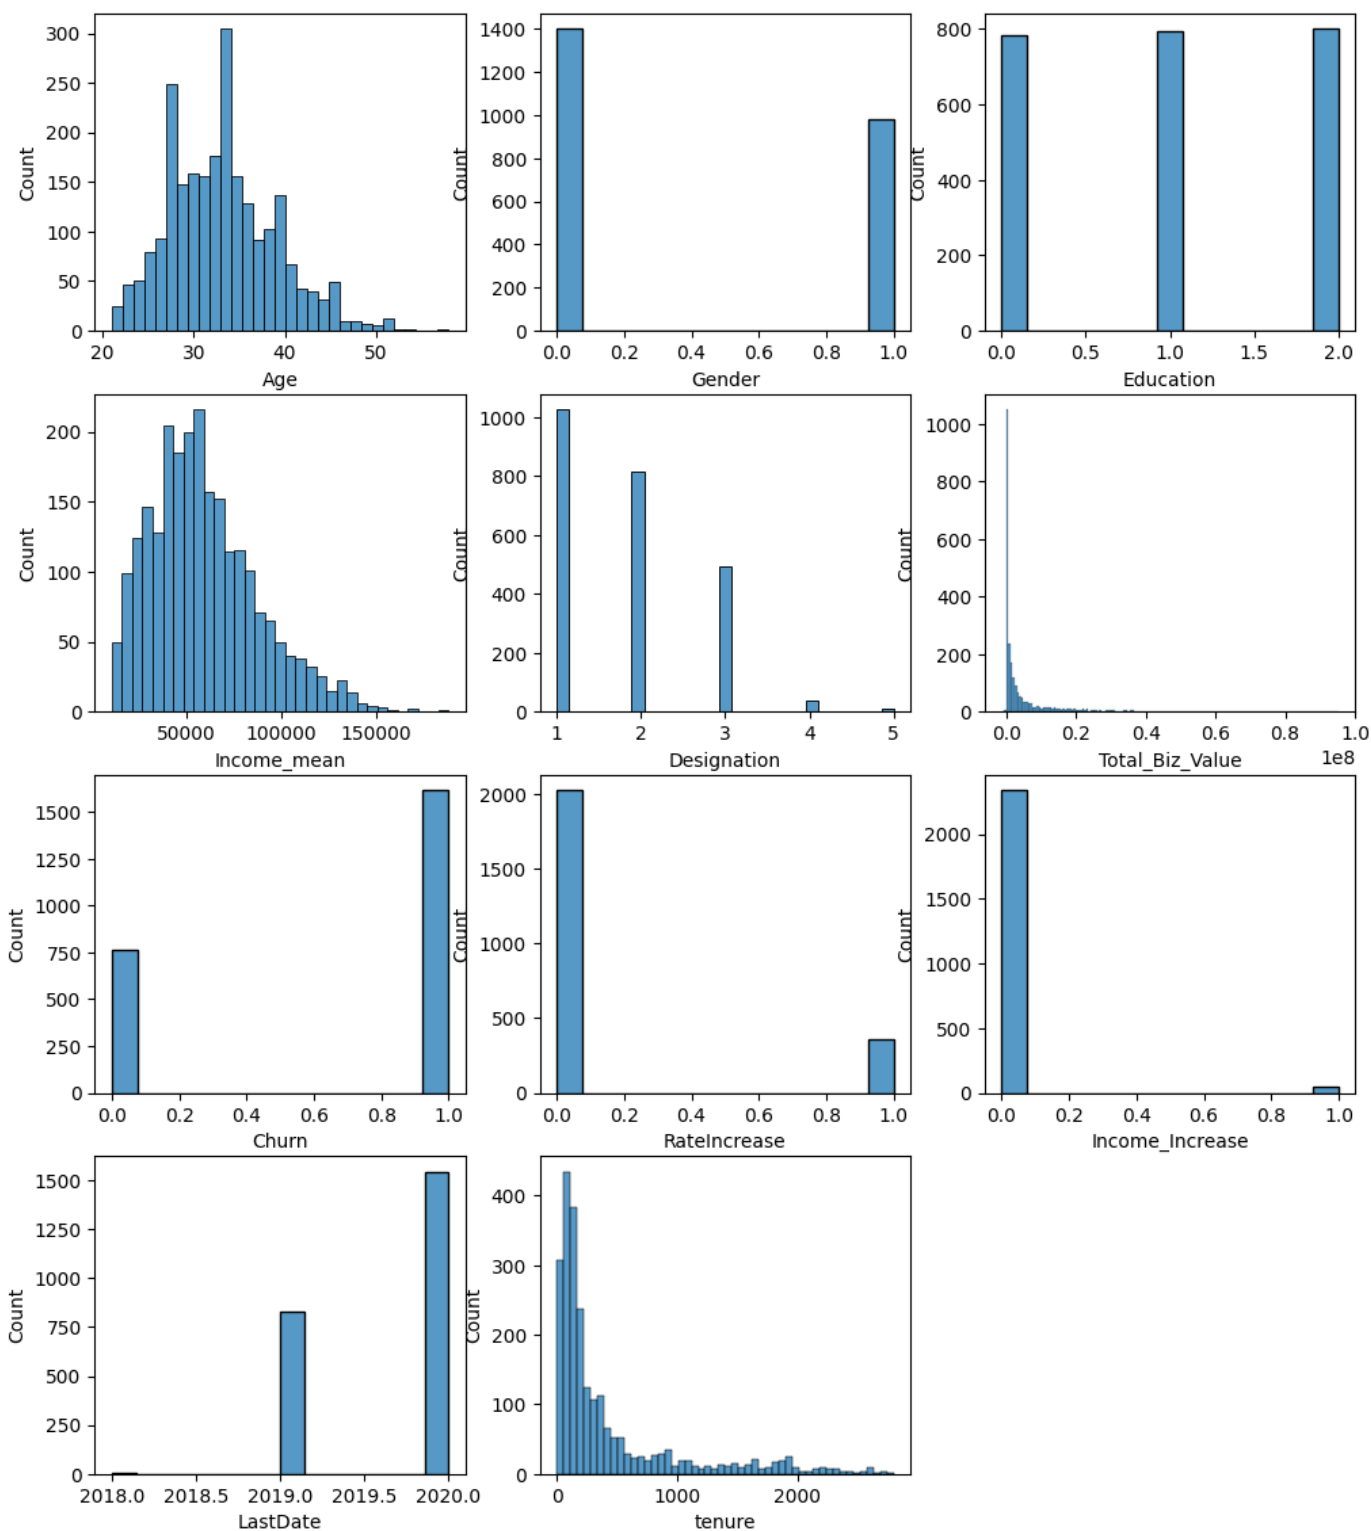 300
250
200
150
100
50
0
Count
20 30 40 50
Age
1400
1200
1000
800
600
400
200
0
Count
0.0 0.2 0.4 0.6 0.8 1.0
Gender
800
600
400
200
0
Count
0.0 0.5 1.0 1.5 2.0
Education
200
150
100
50
0
Count
50000 100000 150000
Income_mean
1000
800
600
400
200
0
Count
1 2 3 4 5
Designation
1000
800
600
400
200
0
Count
0.0 0.2 0.4 0.6 0.8 1.0
Total_Biz_Value 1e8
1500
1250
1000
750
500
250
0
Count
0.0 0.2 0.4 0.6 0.8 1.0
Churn
2000
1500
1000
500
0
Count
0.0 0.2 0.4 0.6 0.8 1.0
RateIncrease
2000
1500
1000
500
0
Count
0.0 0.2 0.4 0.6 0.8 1.0
Income_Increase
1500
1250
1000
750
500
250
0
Count
2018.0 2018.5 2019.0 2019.5 2020.0
LastDate
400
300
200
100
0
Count
0 1000 2000
tenure